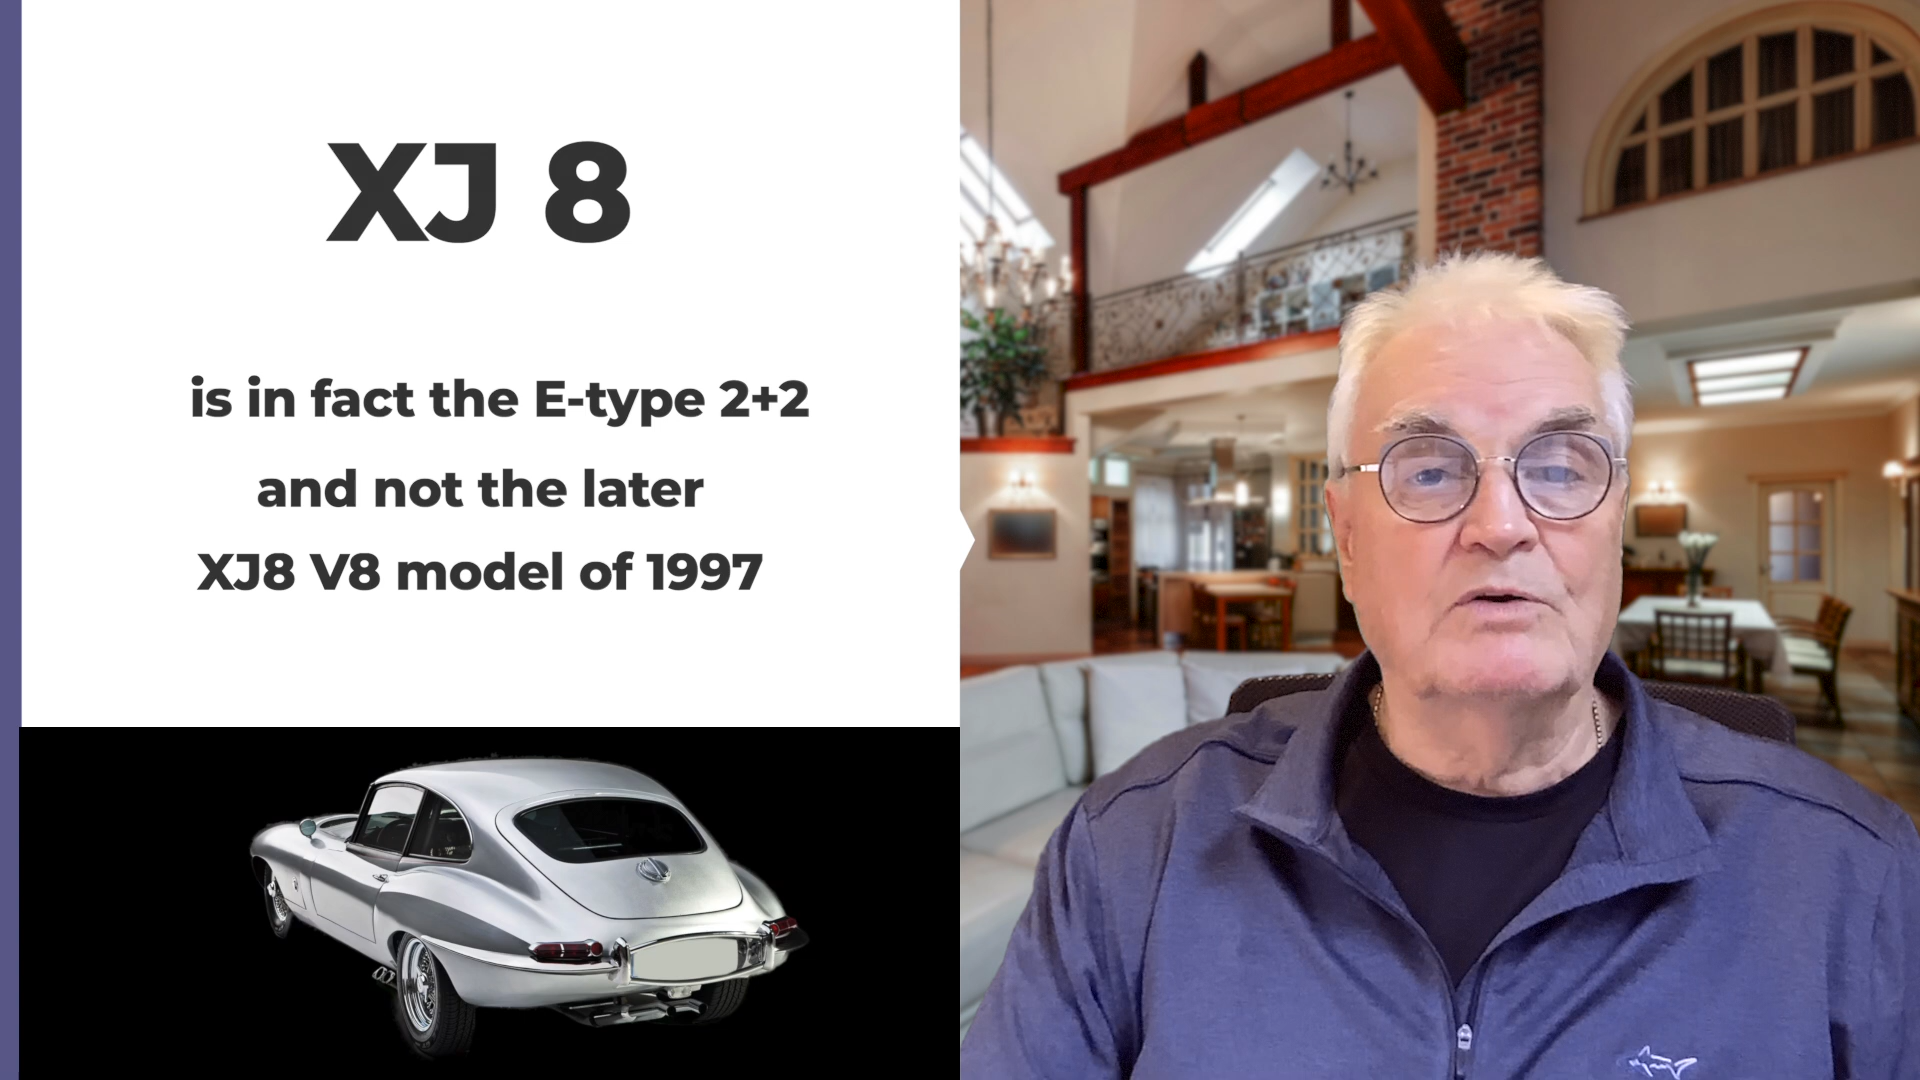 XJ 8
is in fact the E-type 2+2
and not the later
XJ8 V8 model of 1997